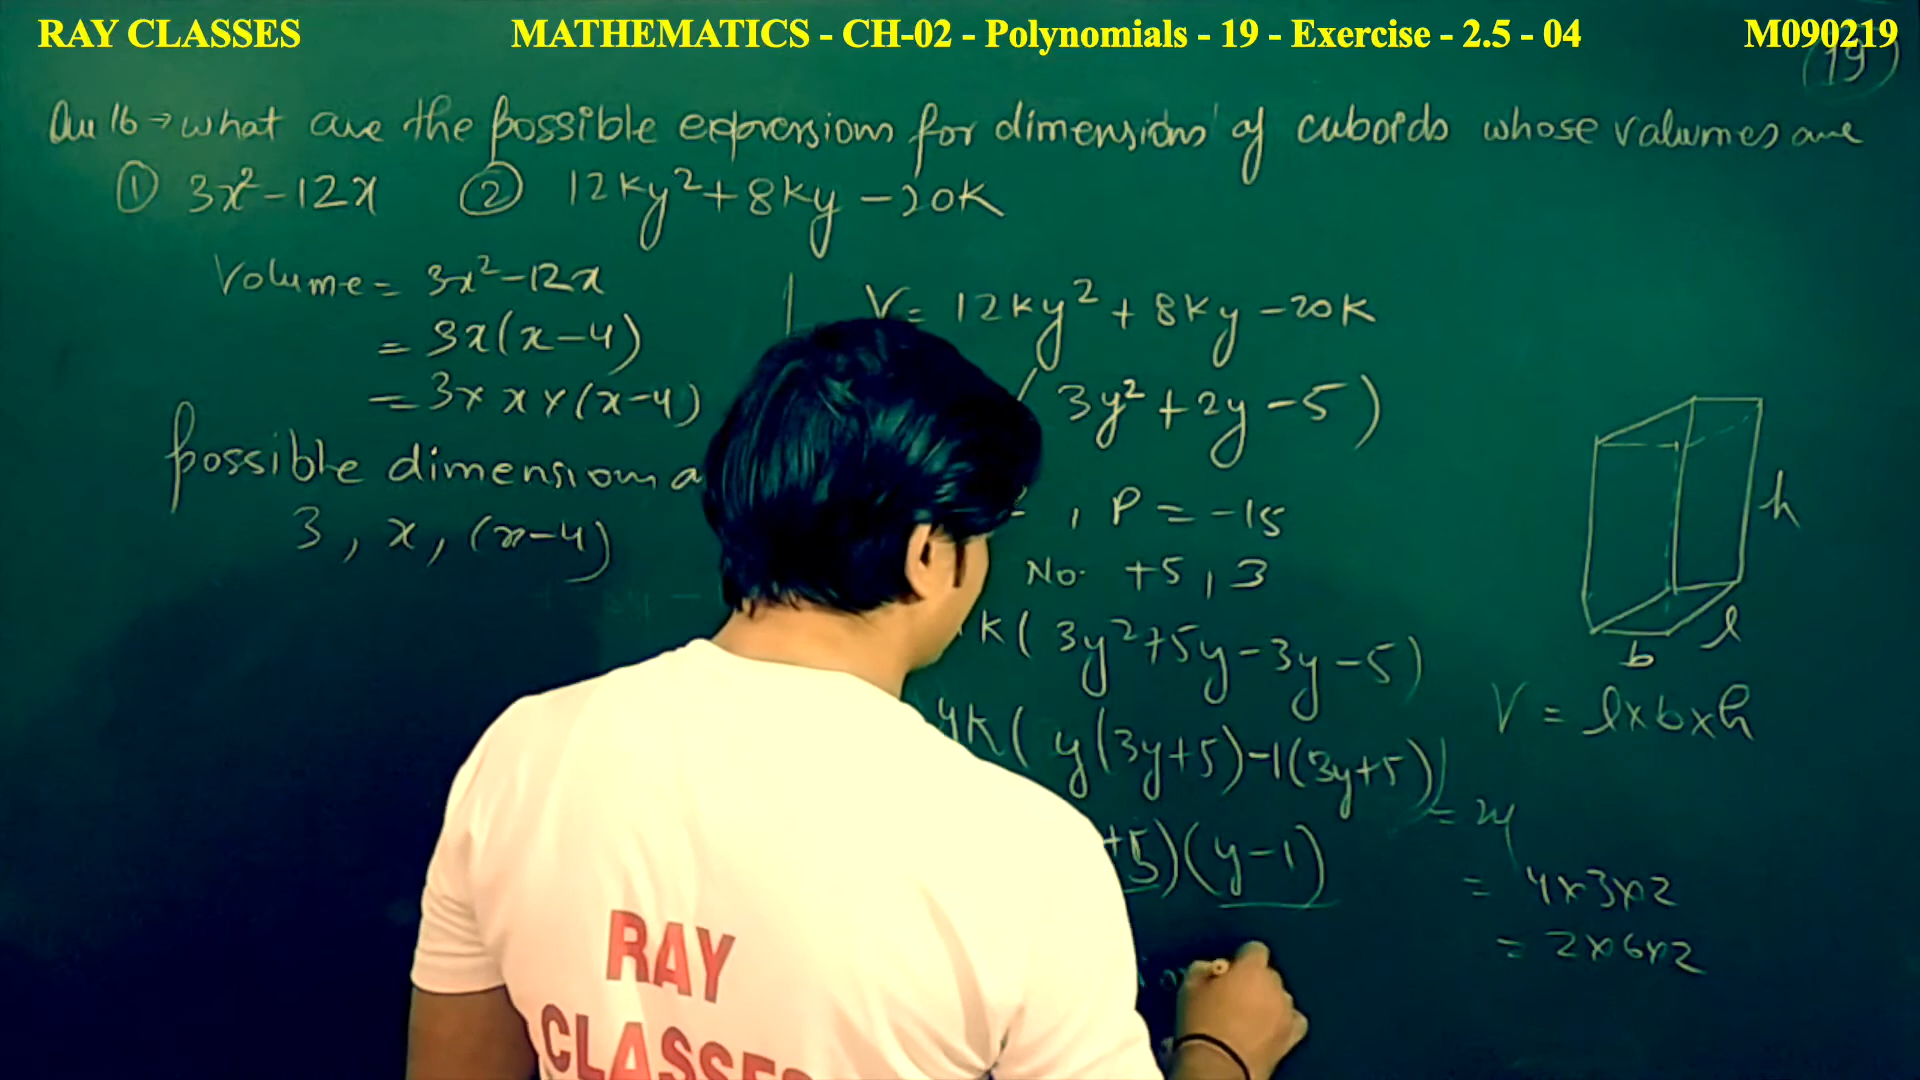 RAY CLASSES MATHEMATICS - CH-02 - Polynomials - 19 - Exercise - 2.5 - 04 M090219
(19)
Qu 16 → what are the possible expressions for dimensions of cuboids whose valumes are
① 3x²-12x ② 12ky²+8ky-20k
Volume = 3x²-12x
= 3x(x-4)
= 3× x ×(x-4)
possible dimension a
3, x, (x-4)
V = 12ky² + 8ky - 20k
( 3y² + 2y - 5 )
, P = -15
No. +5, 3
k( 3y²+5y-3y-5)
4k( y(3y+5)-1(3y+5))
+5)(y-1)
h
l
b
V = l×b×h
= 24
= 4×3×2
= 2×6×2
RAY
CLASSES